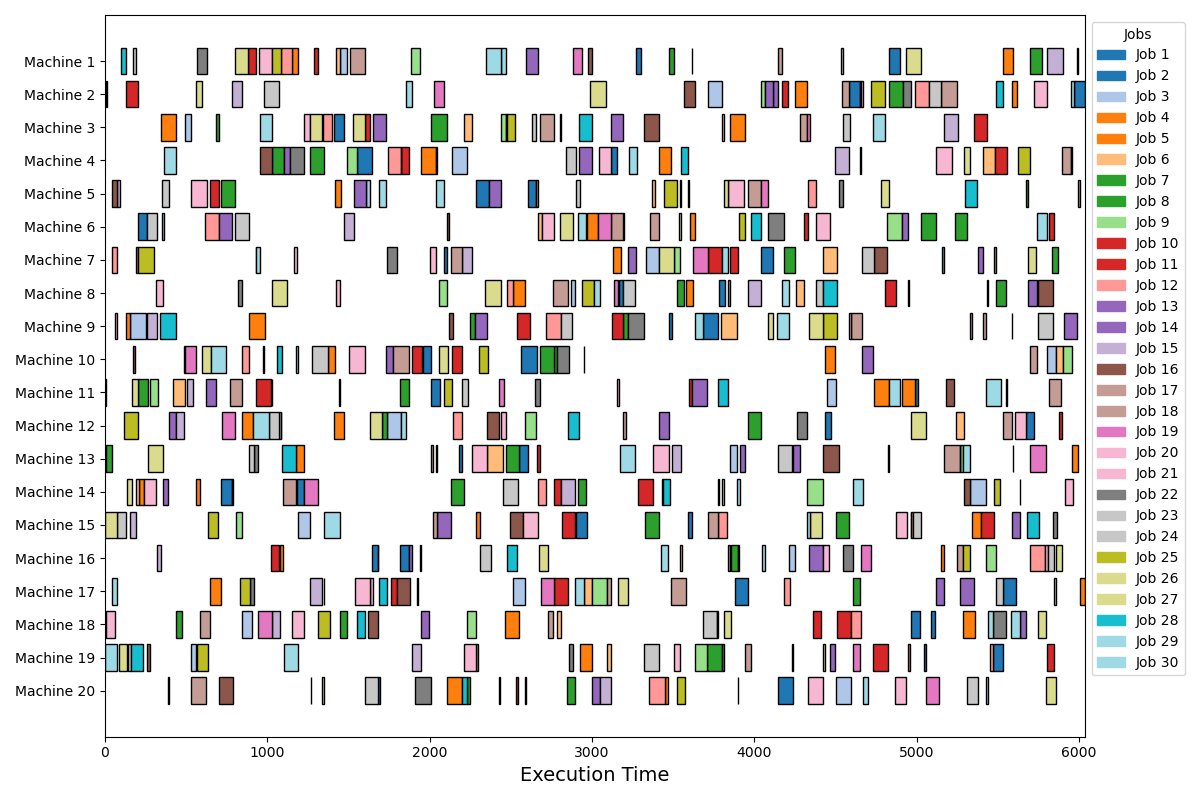 Jobs
Job 1
Job 2
Job 3
Job 4
Job 5
Job 6
Job 7
Job 8
Job 9
Job 10
Job 11
Job 12
Job 13
Job 14
Job 15
Job 16
Job 17
Job 18
Job 19
Job 20
Job 21
Job 22
Job 23
Job 24
Job 25
Job 26
Job 27
Job 28
Job 29
Job 30
Machine 1
Machine 2
Machine 3
Machine 4
Machine 5
Machine 6
Machine 7
Machine 8
Machine 9
Machine 10
Machine 11
Machine 12
Machine 13
Machine 14
Machine 15
Machine 16
Machine 17
Machine 18
Machine 19
Machine 20
0 1000 2000 3000 4000 5000 6000
Execution Time